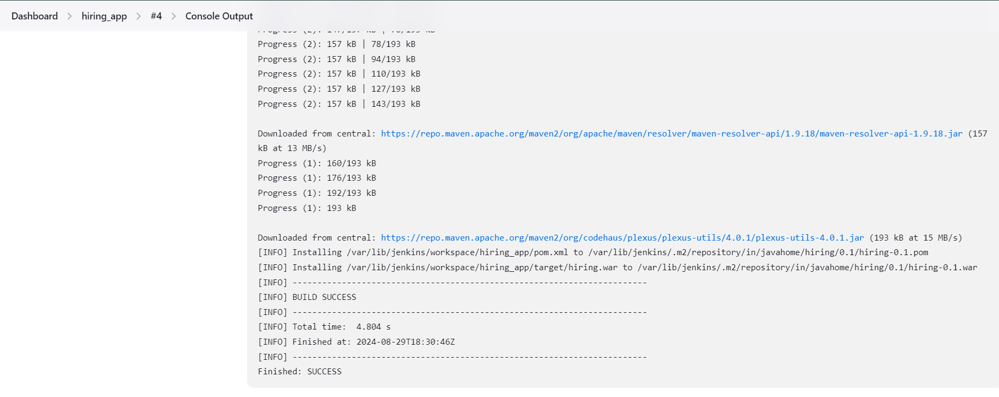 Dashboard > hiring_app > #4 > Console Output
Progress (2): 147/157 kB | 78/193 kB
Progress (2): 157 kB | 78/193 kB
Progress (2): 157 kB | 94/193 kB
Progress (2): 157 kB | 110/193 kB
Progress (2): 157 kB | 127/193 kB
Progress (2): 157 kB | 143/193 kB
Downloaded from central: https://repo.maven.apache.org/maven2/org/apache/maven/resolver/maven-resolver-api/1.9.18/maven-resolver-api-1.9.18.jar (157
kB at 13 MB/s)
Progress (1): 160/193 kB
Progress (1): 176/193 kB
Progress (1): 192/193 kB
Progress (1): 193 kB
Downloaded from central: https://repo.maven.apache.org/maven2/org/codehaus/plexus/plexus-utils/4.0.1/plexus-utils-4.0.1.jar (193 kB at 15 MB/s)
[INFO] Installing /var/lib/jenkins/workspace/hiring_app/pom.xml to /var/lib/jenkins/.m2/repository/in/javahome/hiring/0.1/hiring-0.1.pom
[INFO] Installing /var/lib/jenkins/workspace/hiring_app/target/hiring.war to /var/lib/jenkins/.m2/repository/in/javahome/hiring/0.1/hiring-0.1.war
[INFO] ------------------------------------------------------------------------
[INFO] BUILD SUCCESS
[INFO] ------------------------------------------------------------------------
[INFO] Total time:  4.804 s
[INFO] Finished at: 2024-08-29T18:30:46Z
[INFO] ------------------------------------------------------------------------
Finished: SUCCESS